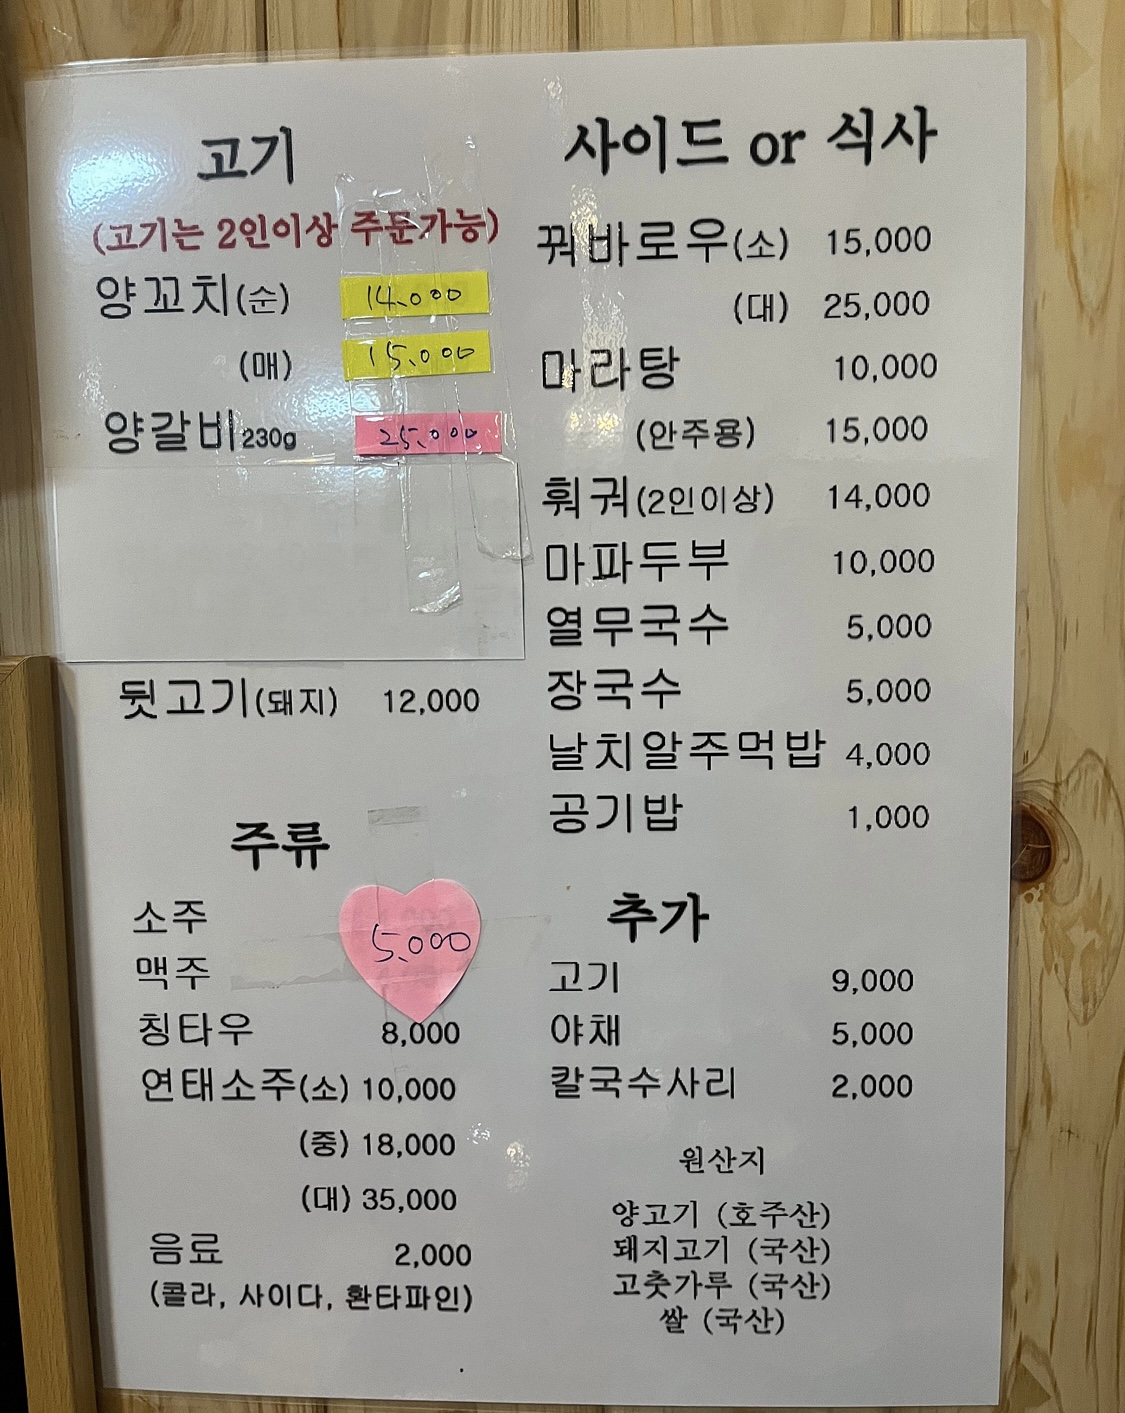 고기
(고기는 2인이상 주문가능)
양꼬치(순) 14,000
(매) 15,000
양갈비230g 25,000
뒷고기(돼지) 12,000
주류
소주 5,000
맥주
칭타우 8,000
연태소주(소) 10,000
(중) 18,000
(대) 35,000
음료 2,000
(콜라, 사이다, 환타파인)
사이드 or 식사
꿔바로우(소) 15,000
(대) 25,000
마라탕 10,000
(안주용) 15,000
훠궈(2인이상) 14,000
마파두부 10,000
열무국수 5,000
장국수 5,000
날치알주먹밥 4,000
공기밥 1,000
추가
고기 9,000
야채 5,000
칼국수사리 2,000
원산지
양고기 (호주산)
돼지고기 (국산)
고춧가루 (국산)
쌀 (국산)